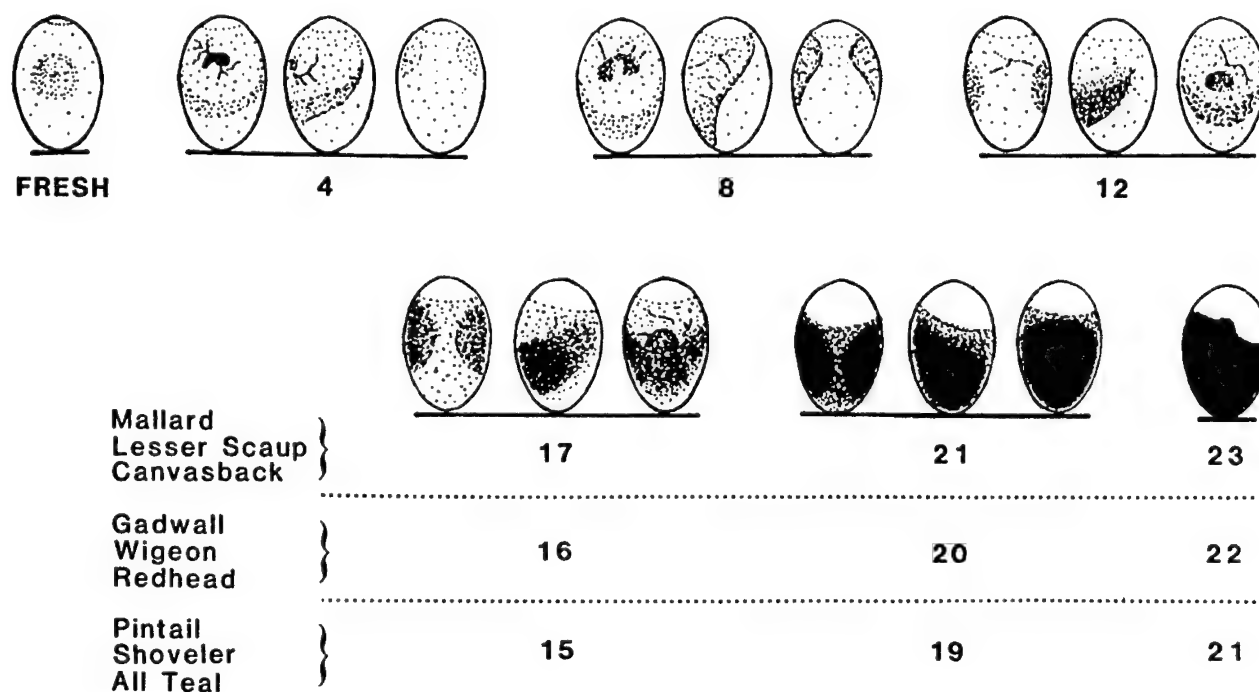 FRESH 4 8 12
Mallard
Lesser Scaup 17 21 23
Canvasback
Gadwall
Wigeon 16 20 22
Redhead
Pintail
Shoveler 15 19 21
All Teal